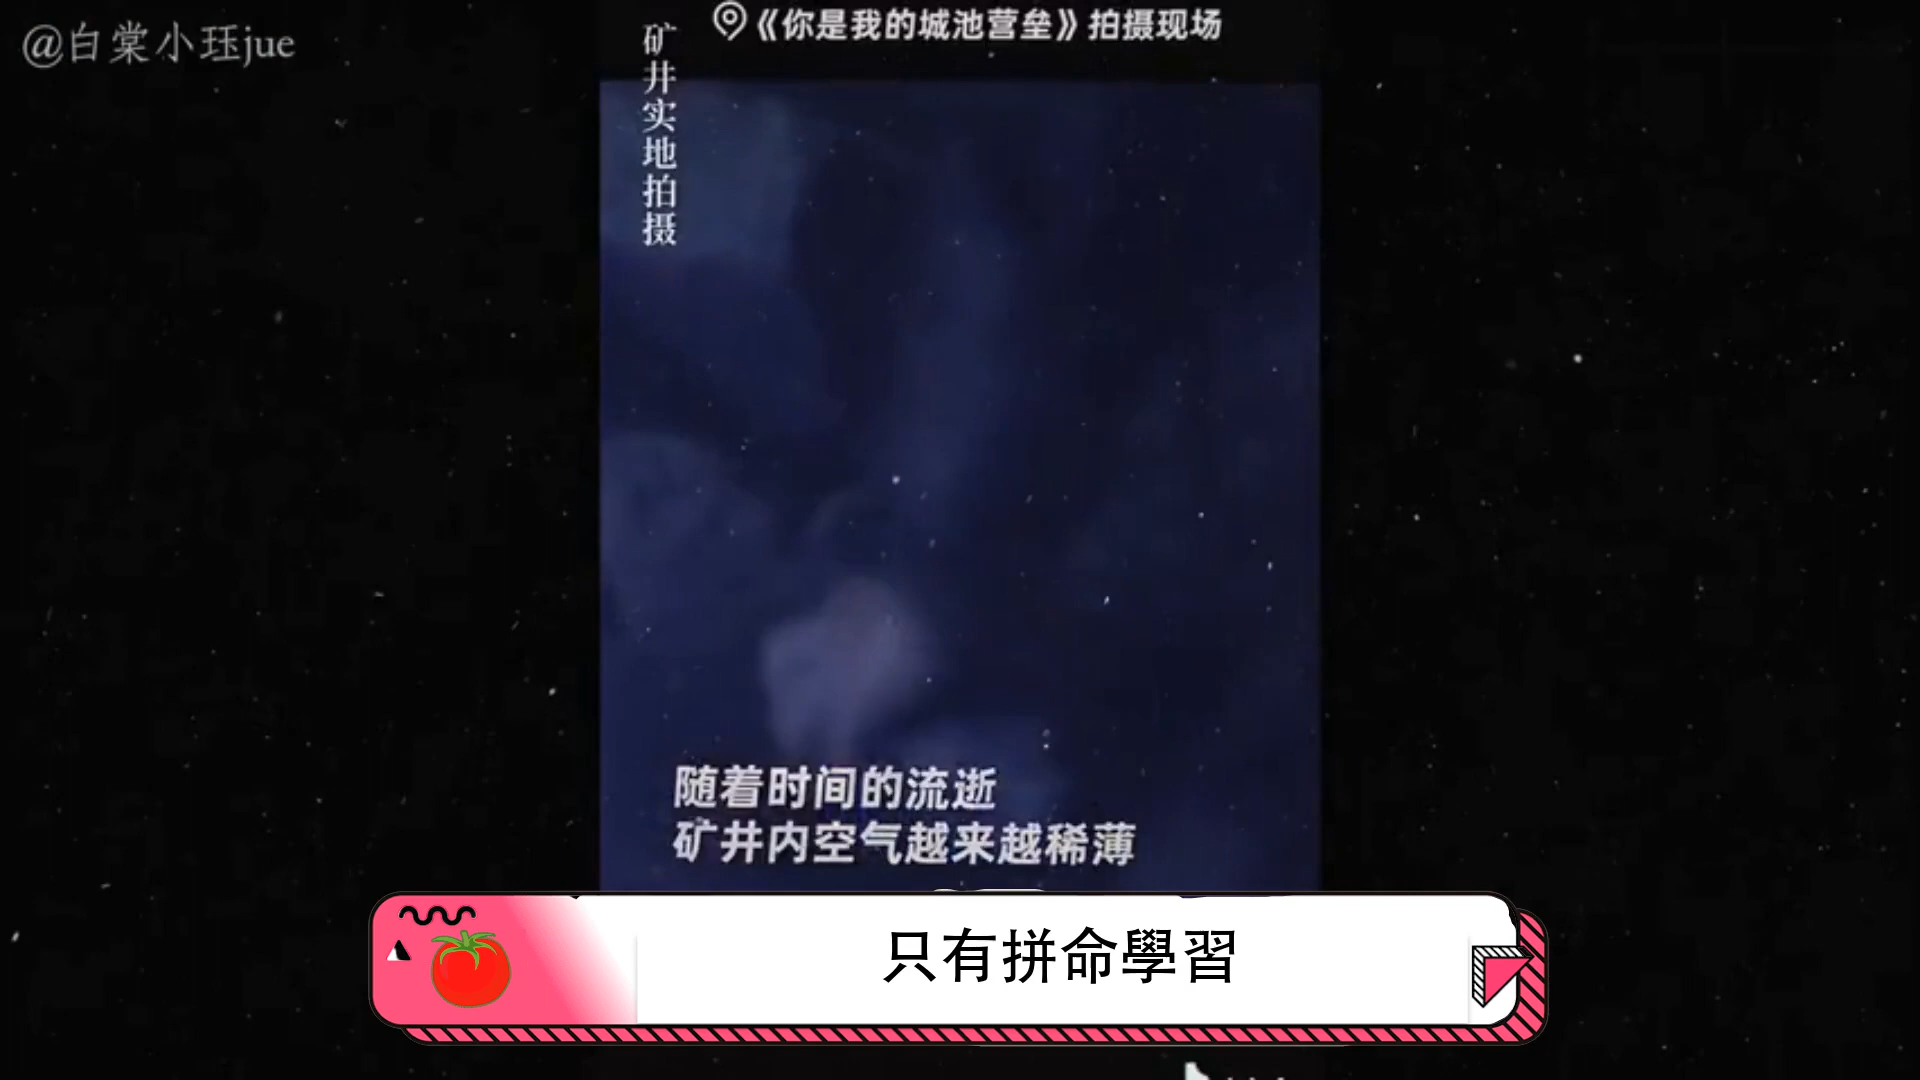 @白棠小珏jue
《你是我的城池营垒》拍摄现场
矿井实地拍摄
随着时间的流逝
矿井内空气越来越稀薄
只有拼命學習